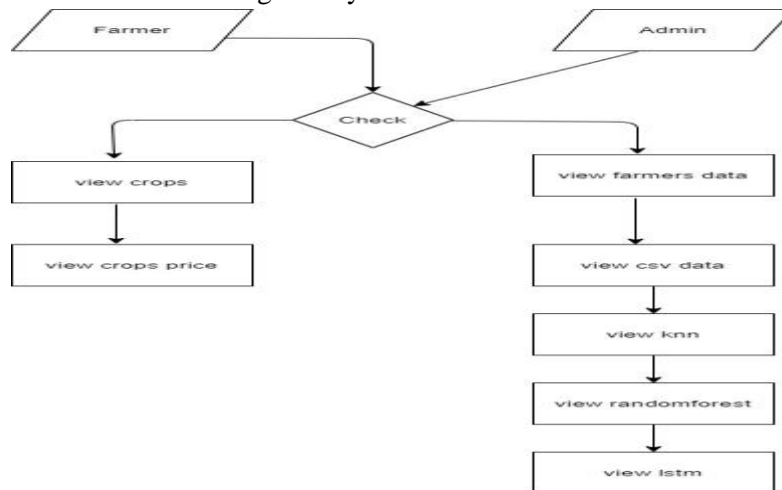 Farmer
Admin
Check
view crops
view farmers data
view crops price
view csv data
view knn
view randomforest
view lstm